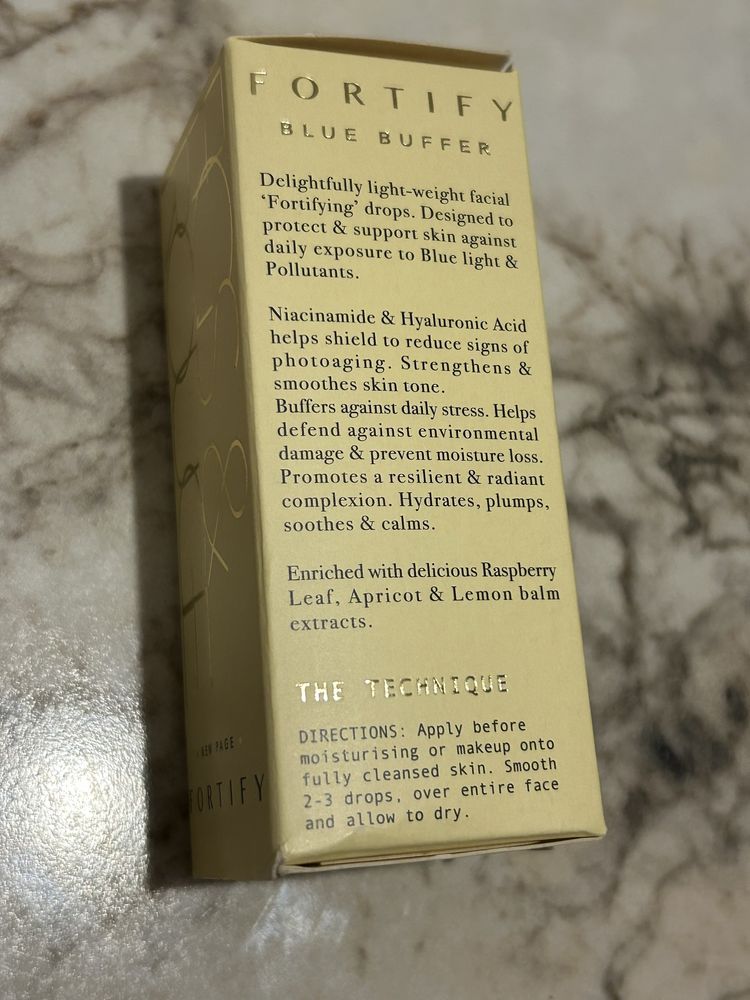 FORTIFY
BLUE BUFFER
Delightfully light-weight facial
‘Fortifying’ drops. Designed to
protect & support skin against
daily exposure to Blue light &
Pollutants.
Niacinamide & Hyaluronic Acid
helps shield to reduce signs of
photoaging. Strengthens &
smoothes skin tone.
Buffers against daily stress. Helps
defend against environmental
damage & prevent moisture loss.
Promotes a resilient & radiant
complexion. Hydrates, plumps,
soothes & calms.
Enriched with delicious Raspberry
Leaf, Apricot & Lemon balm
extracts.
THE TECHNIQUE
DIRECTIONS: Apply before
moisturising or makeup onto
fully cleansed skin. Smooth
2-3 drops, over entire face
and allow to dry.
NEW PAGE
FORTIFY